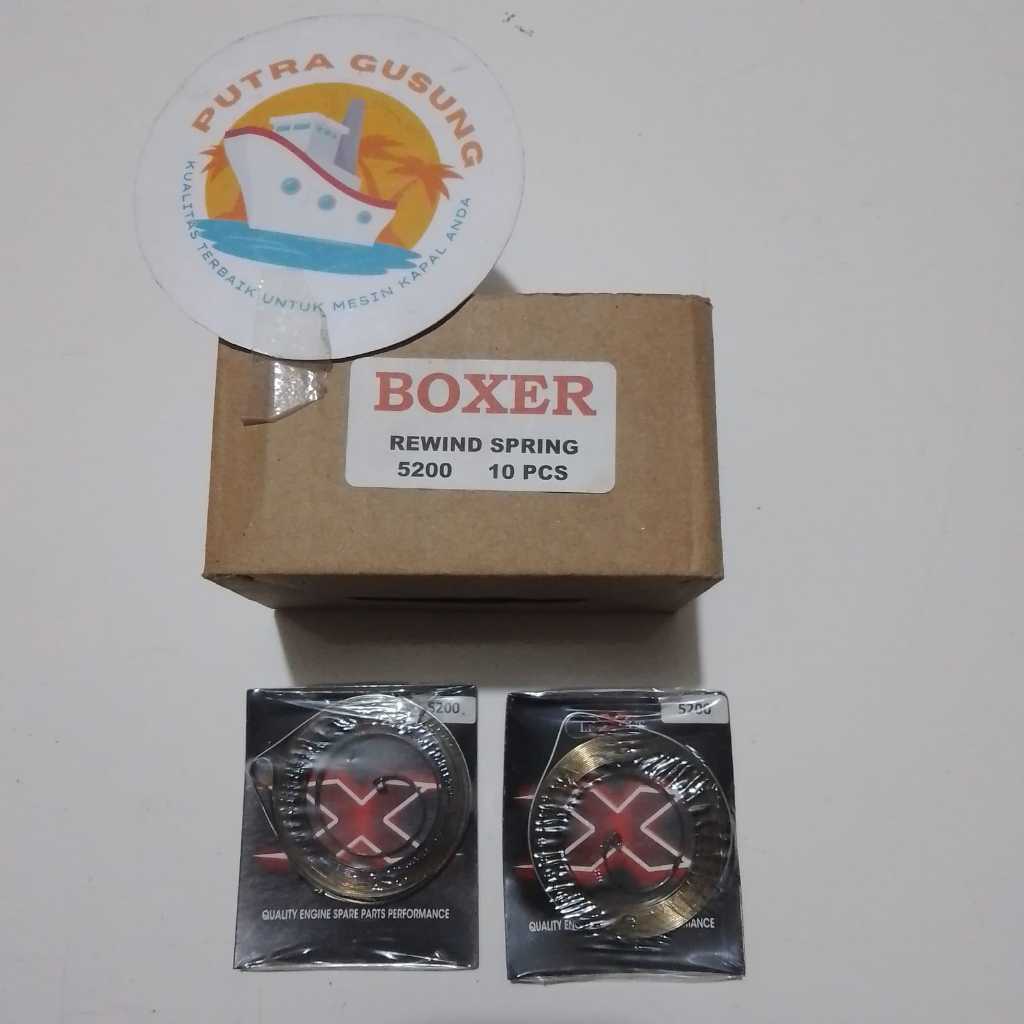 PUTRA GUSUNG
KUALITAS TERBAIK UNTUK MESIN KAPAL ANDA
BOXER
REWIND SPRING
5200 10 PCS
5200
X
QUALITY ENGINE SPARE PARTS PERFORMANCE
5200
X
QUALITY